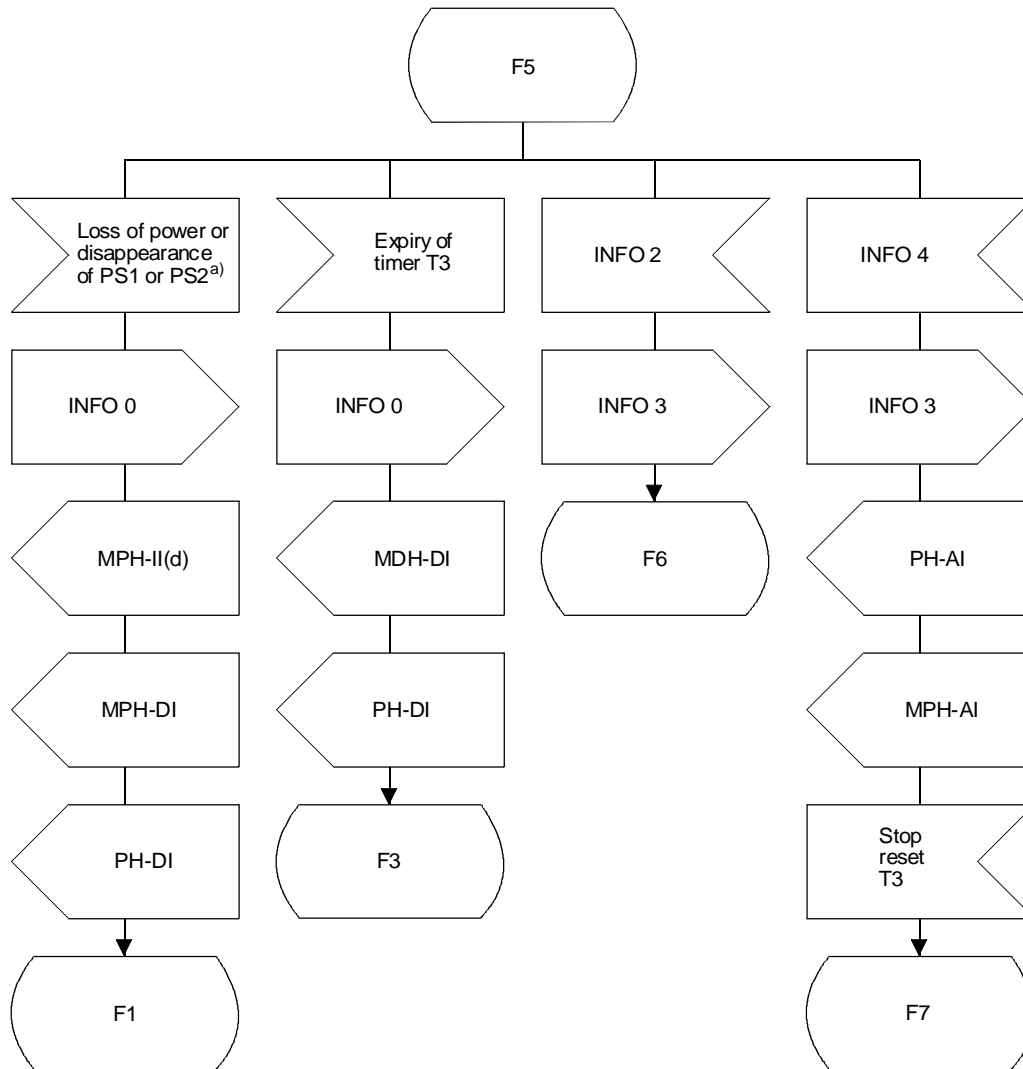 F5
Loss of power or
disappearance
of PS1 or PS2a)
Expiry of
timer T3
INFO 2
INFO 4
INFO 0
INFO 0
INFO 3
INFO 3
MPH-II(d)
MDH-DI
F6
PH-AI
MPH-DI
PH-DI
MPH-AI
PH-DI
F3
Stop
reset
T3
F1
F7